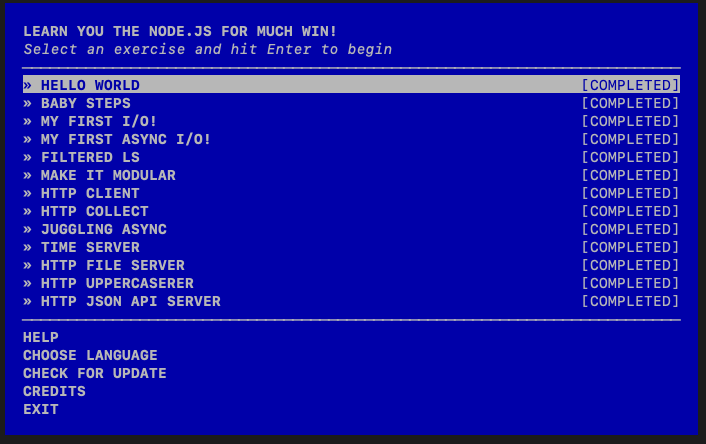 LEARN YOU THE NODE.JS FOR MUCH WIN!
Select an exercise and hit Enter to begin
» HELLO WORLD [COMPLETED]
» BABY STEPS [COMPLETED]
» MY FIRST I/O! [COMPLETED]
» MY FIRST ASYNC I/O! [COMPLETED]
» FILTERED LS [COMPLETED]
» MAKE IT MODULAR [COMPLETED]
» HTTP CLIENT [COMPLETED]
» HTTP COLLECT [COMPLETED]
» JUGGLING ASYNC [COMPLETED]
» TIME SERVER [COMPLETED]
» HTTP FILE SERVER [COMPLETED]
» HTTP UPPERCASERER [COMPLETED]
» HTTP JSON API SERVER [COMPLETED]
HELP
CHOOSE LANGUAGE
CHECK FOR UPDATE
CREDITS
EXIT